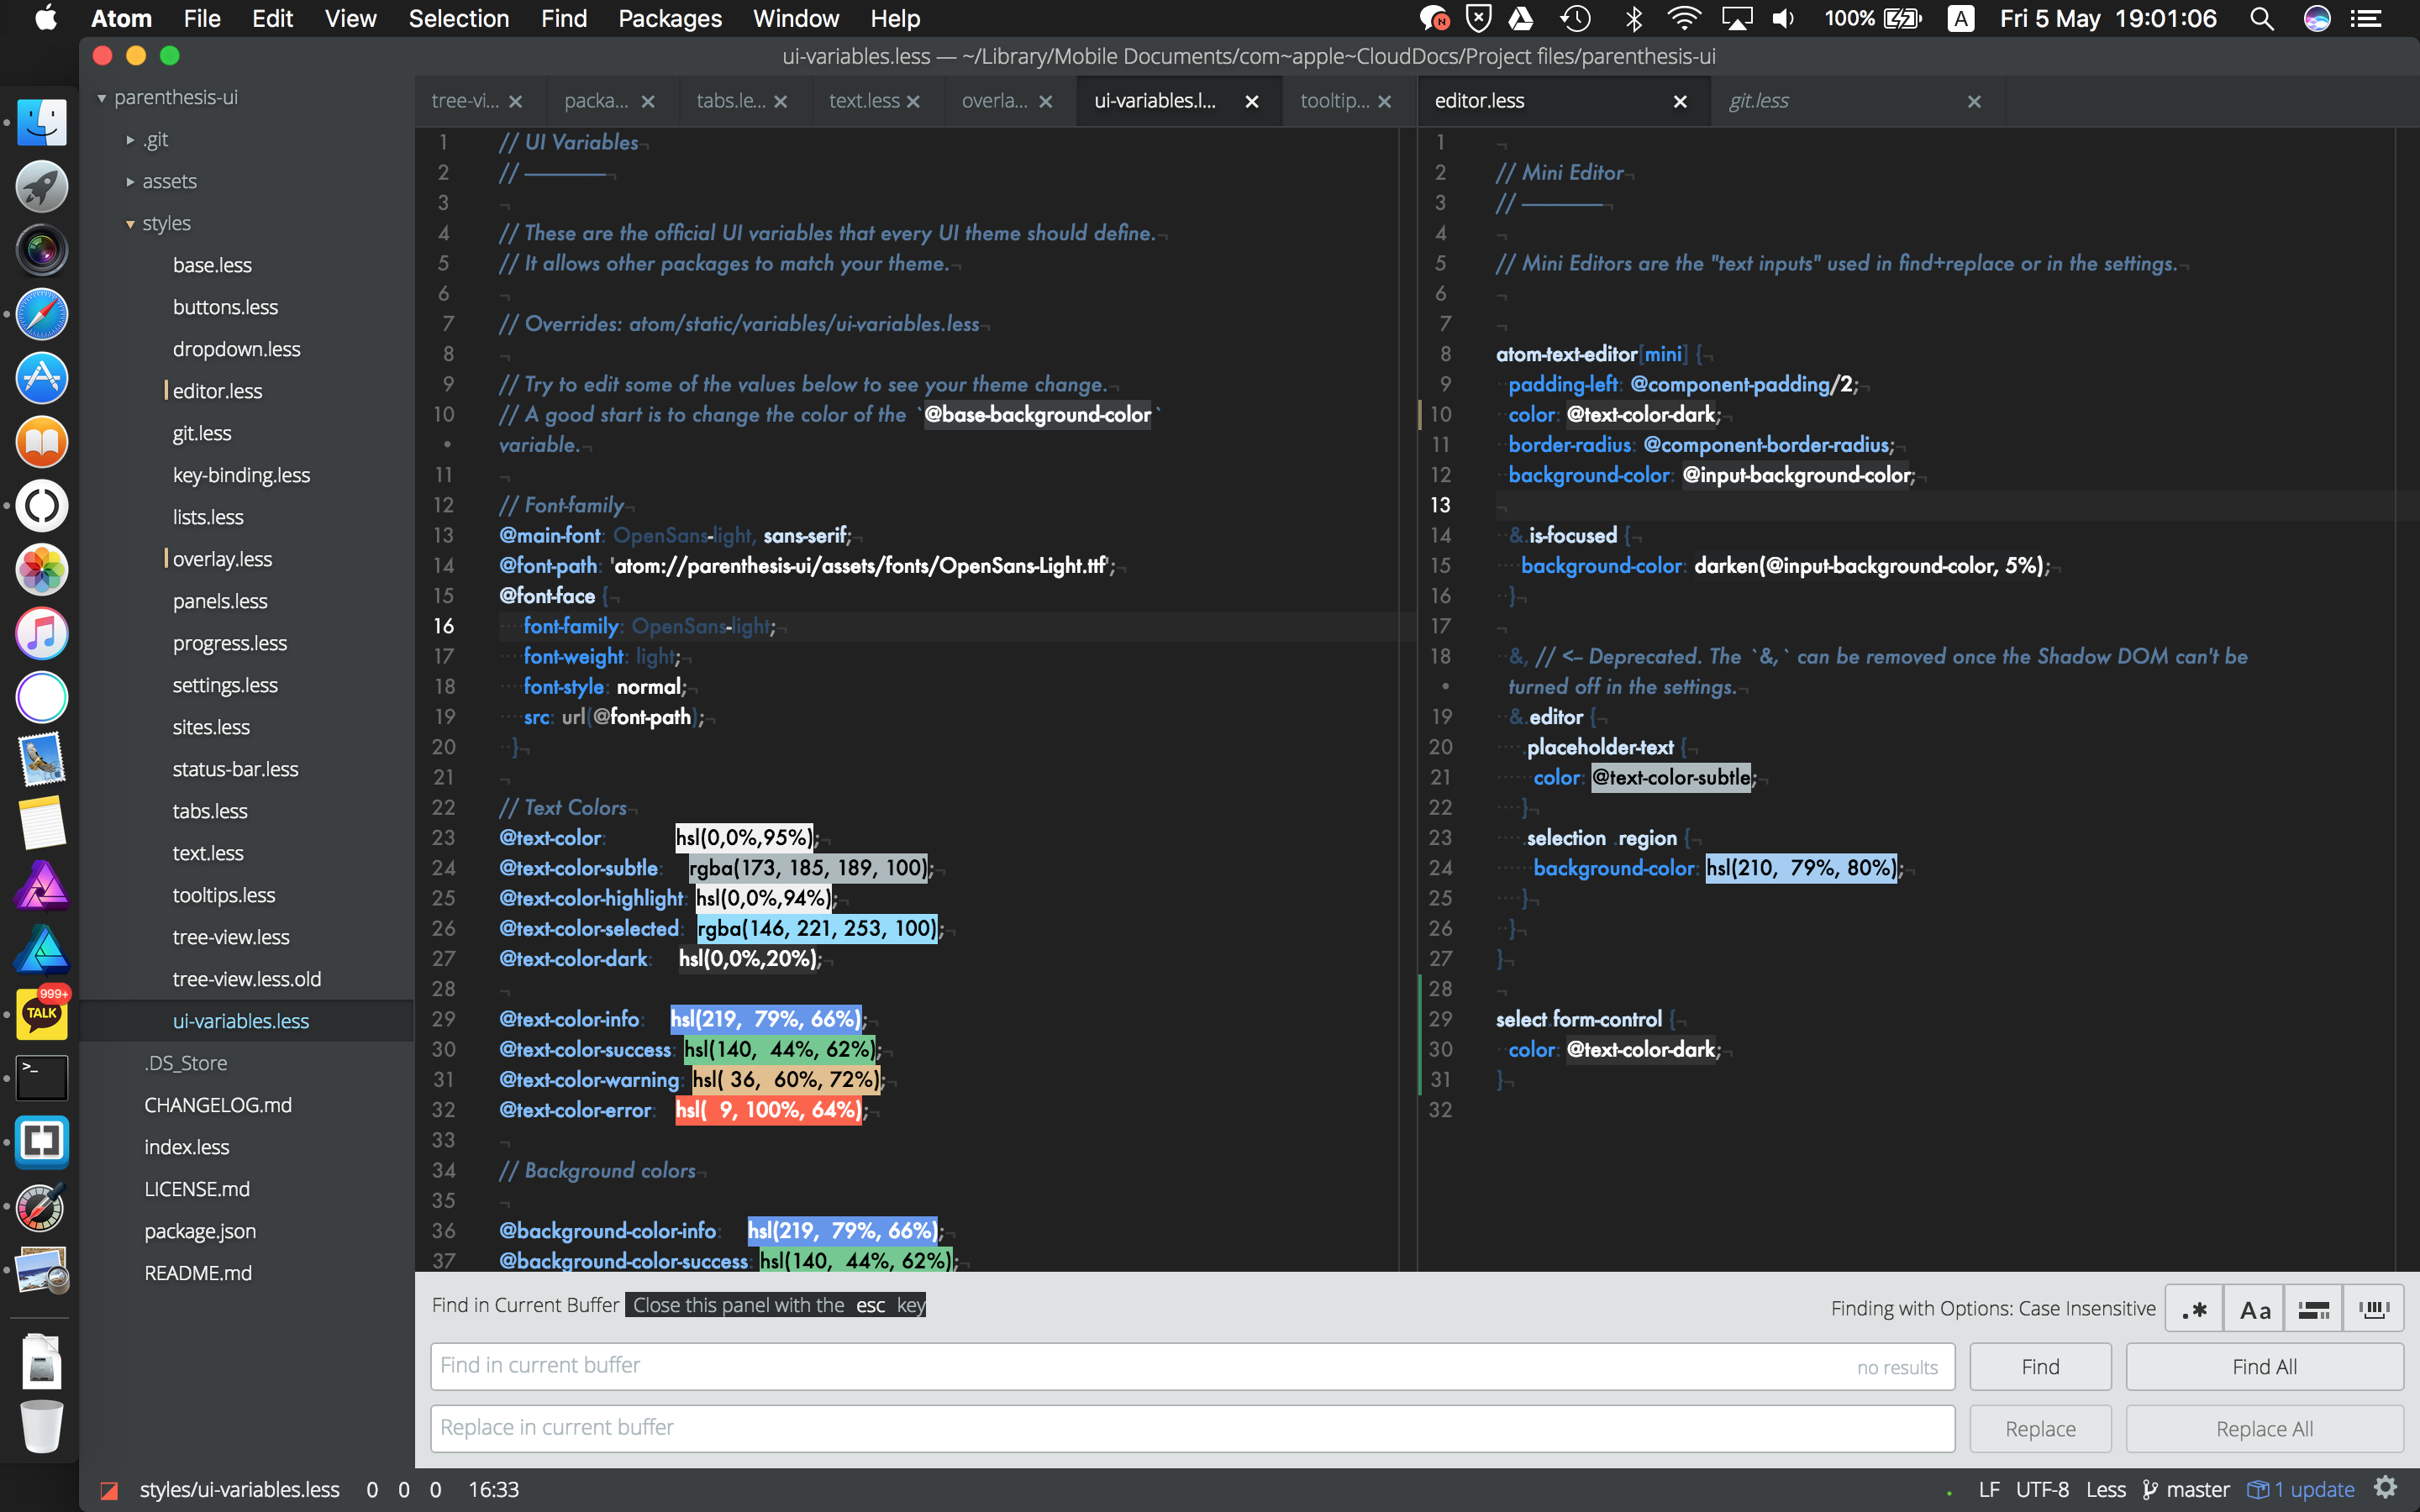 Atom File Edit View Selection Find Packages Window Help
100% A Fri 5 May 19:01:06
ui-variables.less — ~/Library/Mobile Documents/com~apple~CloudDocs/Project files/parenthesis-ui
parenthesis-ui
.git
assets
styles
base.less
buttons.less
dropdown.less
editor.less
git.less
key-binding.less
lists.less
overlay.less
panels.less
progress.less
settings.less
sites.less
status-bar.less
tabs.less
text.less
tooltips.less
tree-view.less
tree-view.less.old
ui-variables.less
.DS_Store
CHANGELOG.md
index.less
LICENSE.md
package.json
README.md
999+
TALK
tree-vi... packa... tabs.le... text.less overla... ui-variables.l... tooltip...
1 // UI Variables
2 // ————
3
4 // These are the official UI variables that every UI theme should define.
5 // It allows other packages to match your theme.
6
7 // Overrides: atom/static/variables/ui-variables.less
8
9 // Try to edit some of the values below to see your theme change.
10 // A good start is to change the color of the `@base-background-color`
• variable.
11
12 // Font-family
13 @main-font: OpenSans-light, sans-serif;
14 @font-path: 'atom://parenthesis-ui/assets/fonts/OpenSans-Light.ttf';
15 @font-face {
16 font-family: OpenSans-light;
17 font-weight: light;
18 font-style: normal;
19 src: url(@font-path);
20 }
21
22 // Text Colors
23 @text-color: hsl(0,0%,95%);
24 @text-color-subtle: rgba(173, 185, 189, 100);
25 @text-color-highlight: hsl(0,0%,94%);
26 @text-color-selected: rgba(146, 221, 253, 100);
27 @text-color-dark: hsl(0,0%,20%);
28
29 @text-color-info: hsl(219, 79%, 66%);
30 @text-color-success: hsl(140, 44%, 62%);
31 @text-color-warning: hsl( 36, 60%, 72%);
32 @text-color-error: hsl( 9, 100%, 64%);
33
34 // Background colors
35
36 @background-color-info: hsl(219, 79%, 66%);
37 @background-color-success: hsl(140, 44%, 62%);
editor.less git.less
1
2 // Mini Editor
3 // ————
4
5 // Mini Editors are the "text inputs" used in find+replace or in the settings.
6
7
8 atom-text-editor[mini] {
9 padding-left: @component-padding/2;
10 color: @text-color-dark;
11 border-radius: @component-border-radius;
12 background-color: @input-background-color;
13
14 &.is-focused {
15 background-color: darken(@input-background-color, 5%);
16 }
17
18 &, // <– Deprecated. The `&,` can be removed once the Shadow DOM can't be
• turned off in the settings.
19 &.editor {
20 .placeholder-text {
21 color: @text-color-subtle;
22 }
23 .selection .region {
24 background-color: hsl(210, 79%, 80%);
25 }
26 }
27 }
28
29 select.form-control {
30 color: @text-color-dark;
31 }
32
Find in Current Buffer Close this panel with the esc key
Finding with Options: Case Insensitive .* Aa
Find in current buffer no results Find Find All
Replace in current buffer Replace Replace All
styles/ui-variables.less 0 0 0 16:33
LF UTF-8 Less master 1 update